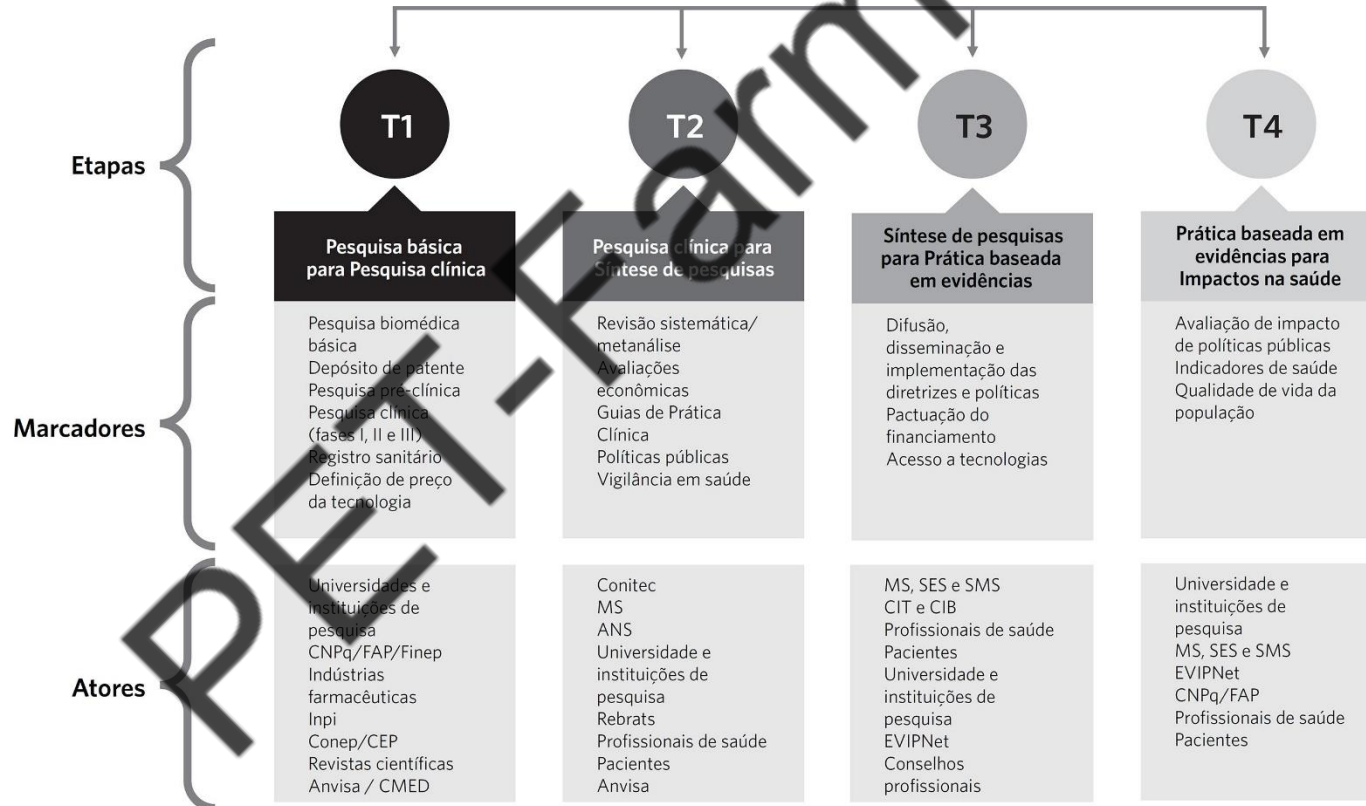 T1
T2
T3
T4
Etapas
Pesquisa básica
para Pesquisa clínica
Pesquisa clínica para
Síntese de pesquisas
Síntese de pesquisas
para Prática baseada
em evidências
Prática baseada em
evidências para
Impactos na saúde
Marcadores
Pesquisa biomédica
básica
Depósito de patente
Pesquisa pré-clínica
Pesquisa clínica
(fases I, II e III)
Registro sanitário
Definição de preço
da tecnologia
Revisão sistemática/
metanálise
Avaliações
econômicas
Guias de Prática
Clínica
Políticas públicas
Vigilância em saúde
Difusão,
disseminação e
implementação das
diretrizes e políticas
Pactuação do
financiamento
Acesso a tecnologias
Avaliação de impacto
de políticas públicas
Indicadores de saúde
Qualidade de vida da
população
Atores
Universidades e
instituições de
pesquisa
CNPq/FAP/Finep
Indústrias
farmacêuticas
Inpi
Conep/CEP
Revistas científicas
Anvisa / CMED
Conitec
MS
ANS
Universidade e
instituições de
pesquisa
Rebrats
Profissionais de saúde
Pacientes
Anvisa
MS, SES e SMS
CIT e CIB
Profissionais de saúde
Pacientes
Universidade e
instituições de
pesquisa
EVIPNet
Conselhos
profissionais
Universidade e
instituições de
pesquisa
MS, SES e SMS
EVIPNet
CNPq/FAP
Profissionais de saúde
Pacientes
PET-Farm